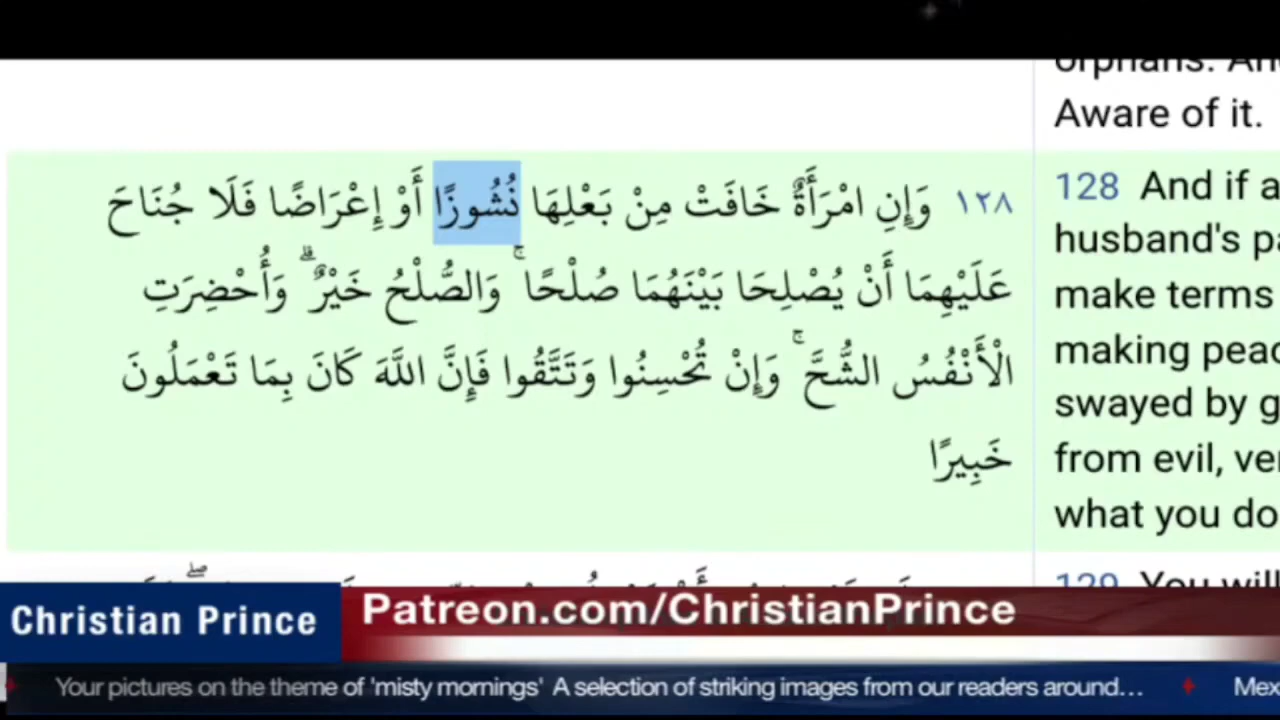 Aware of it.
١٢٨ وَإِنِ امْرَأَةٌ خَافَتْ مِنْ بَعْلِهَا نُشُوزًا أَوْ إِعْرَاضًا فَلَا جُنَاحَ
عَلَيْهِمَا أَنْ يُصْلِحَا بَيْنَهُمَا صُلْحًا ۚ وَالصُّلْحُ خَيْرٌ ۗ وَأُحْضِرَتِ
الْأَنْفُسُ الشُّحَّ ۚ وَإِنْ تُحْسِنُوا وَتَتَّقُوا فَإِنَّ اللَّهَ كَانَ بِمَا تَعْمَلُونَ
خَبِيرًا
128 And if a
husband's pa
make terms
making peac
swayed by g
from evil, ver
what you do
Christian Prince
Patreon.com/ChristianPrince
Your pictures on the theme of 'misty mornings' A selection of striking images from our readers around... Mex